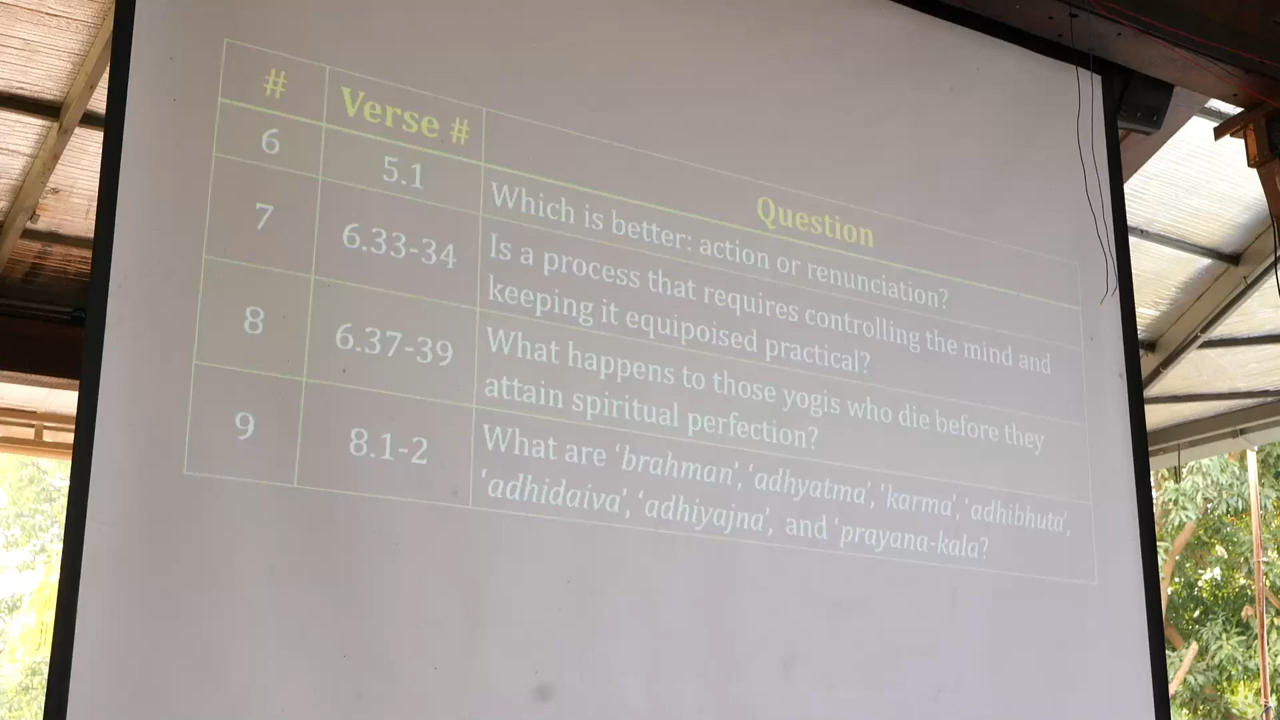 # Verse # Question
6 5.1 Which is better: action or renunciation?
7 6.33-34 Is a process that requires controlling the mind and
keeping it equipoised practical?
8 6.37-39 What happens to those yogis who die before they
attain spiritual perfection?
9 8.1-2 What are ‘brahman’, ‘adhyatma’, ‘karma’, ‘adhibhuta’,
‘adhidaiva’, ‘adhiyajna’, and ‘prayana-kala?